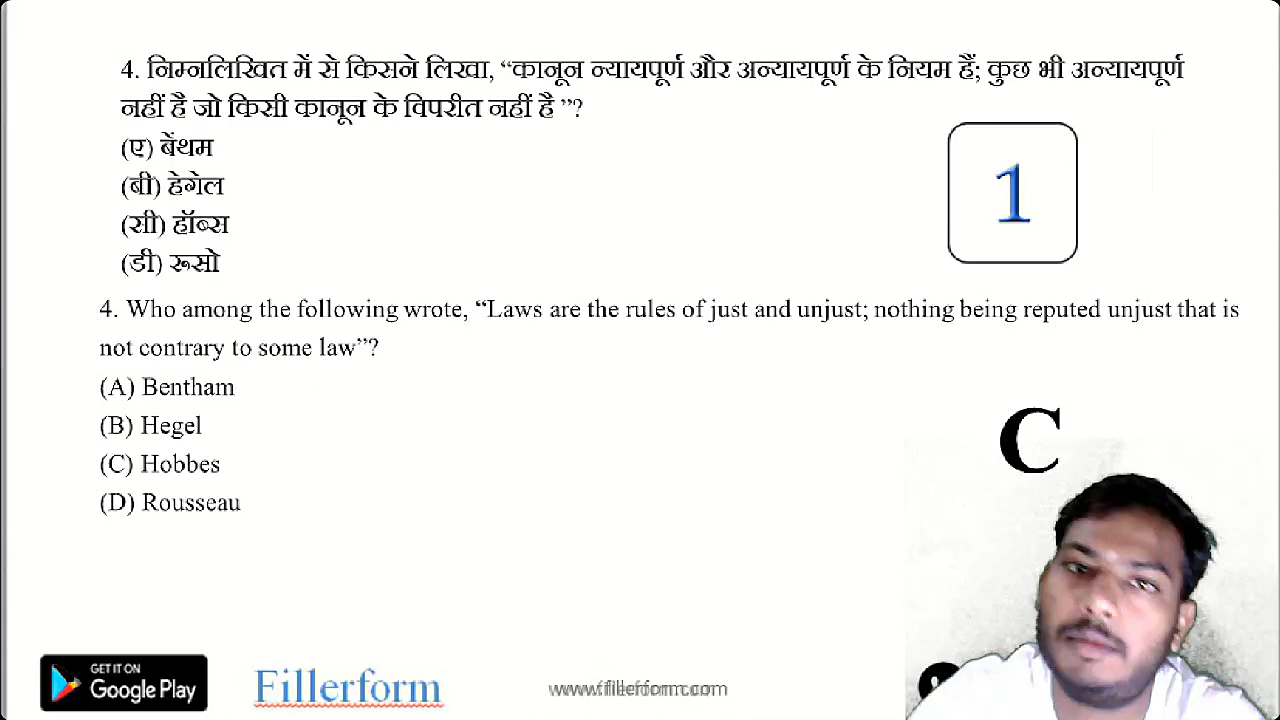 4. निम्नलिखित में से किसने लिखा, “कानून न्यायपूर्ण और अन्यायपूर्ण के नियम हैं; कुछ भी अन्यायपूर्ण
नहीं है जो किसी कानून के विपरीत नहीं है ”?
(ए) बेंथम
(बी) हेगेल
(सी) हॉब्स
(डी) रूसो
1
4. Who among the following wrote, “Laws are the rules of just and unjust; nothing being reputed unjust that is
not contrary to some law”?
(A) Bentham
(B) Hegel
(C) Hobbes
(D) Rousseau
C
GET IT ON
Google Play
Fillerform
www.fillerform.com